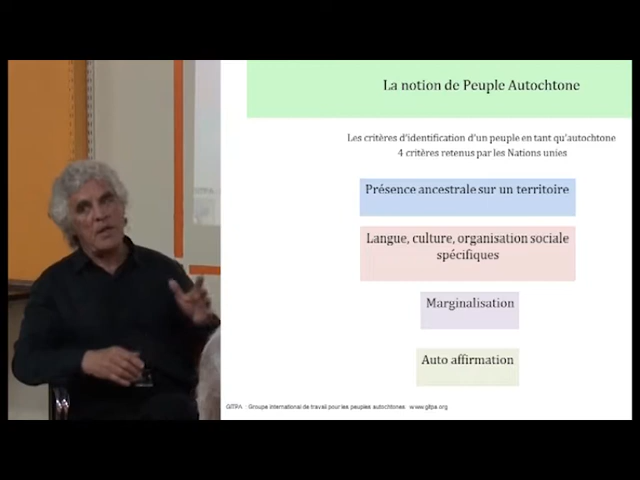 La notion de Peuple Autochtone
Les critères d'identification d'un peuple en tant qu'autochtone
4 critères retenus par les Nations unies
Présence ancestrale sur un territoire
Langue, culture, organisation sociale
spécifiques
Marginalisation
Auto affirmation
GITPA : Groupe international de travail pour les peuples autochtones www.gitpa.org